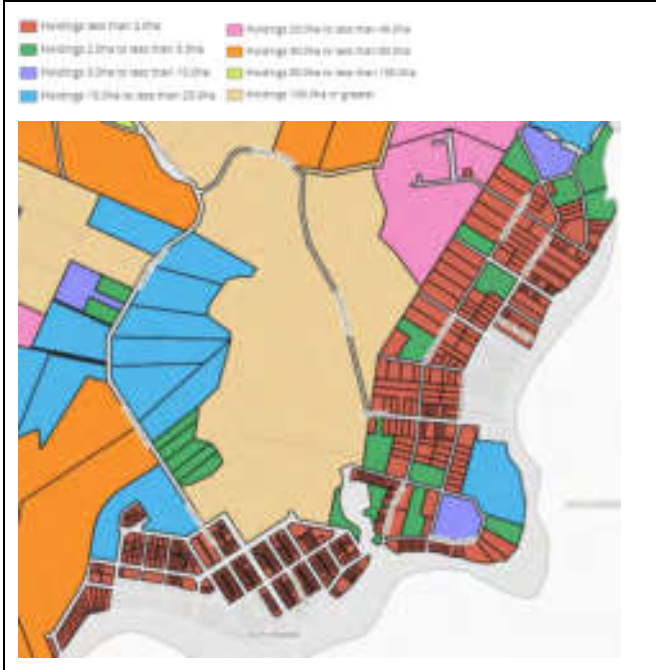 Holdings less than 2.0ha
Holdings 2.0ha to less than 5.0ha
Holdings 5.0ha to less than 10.0ha
Holdings 10.0ha to less than 20.0ha
Holdings 20.0ha to less than 40.0ha
Holdings 40.0ha to less than 80.0ha
Holdings 80.0ha to less than 100.0ha
Holdings 100.0ha or greater